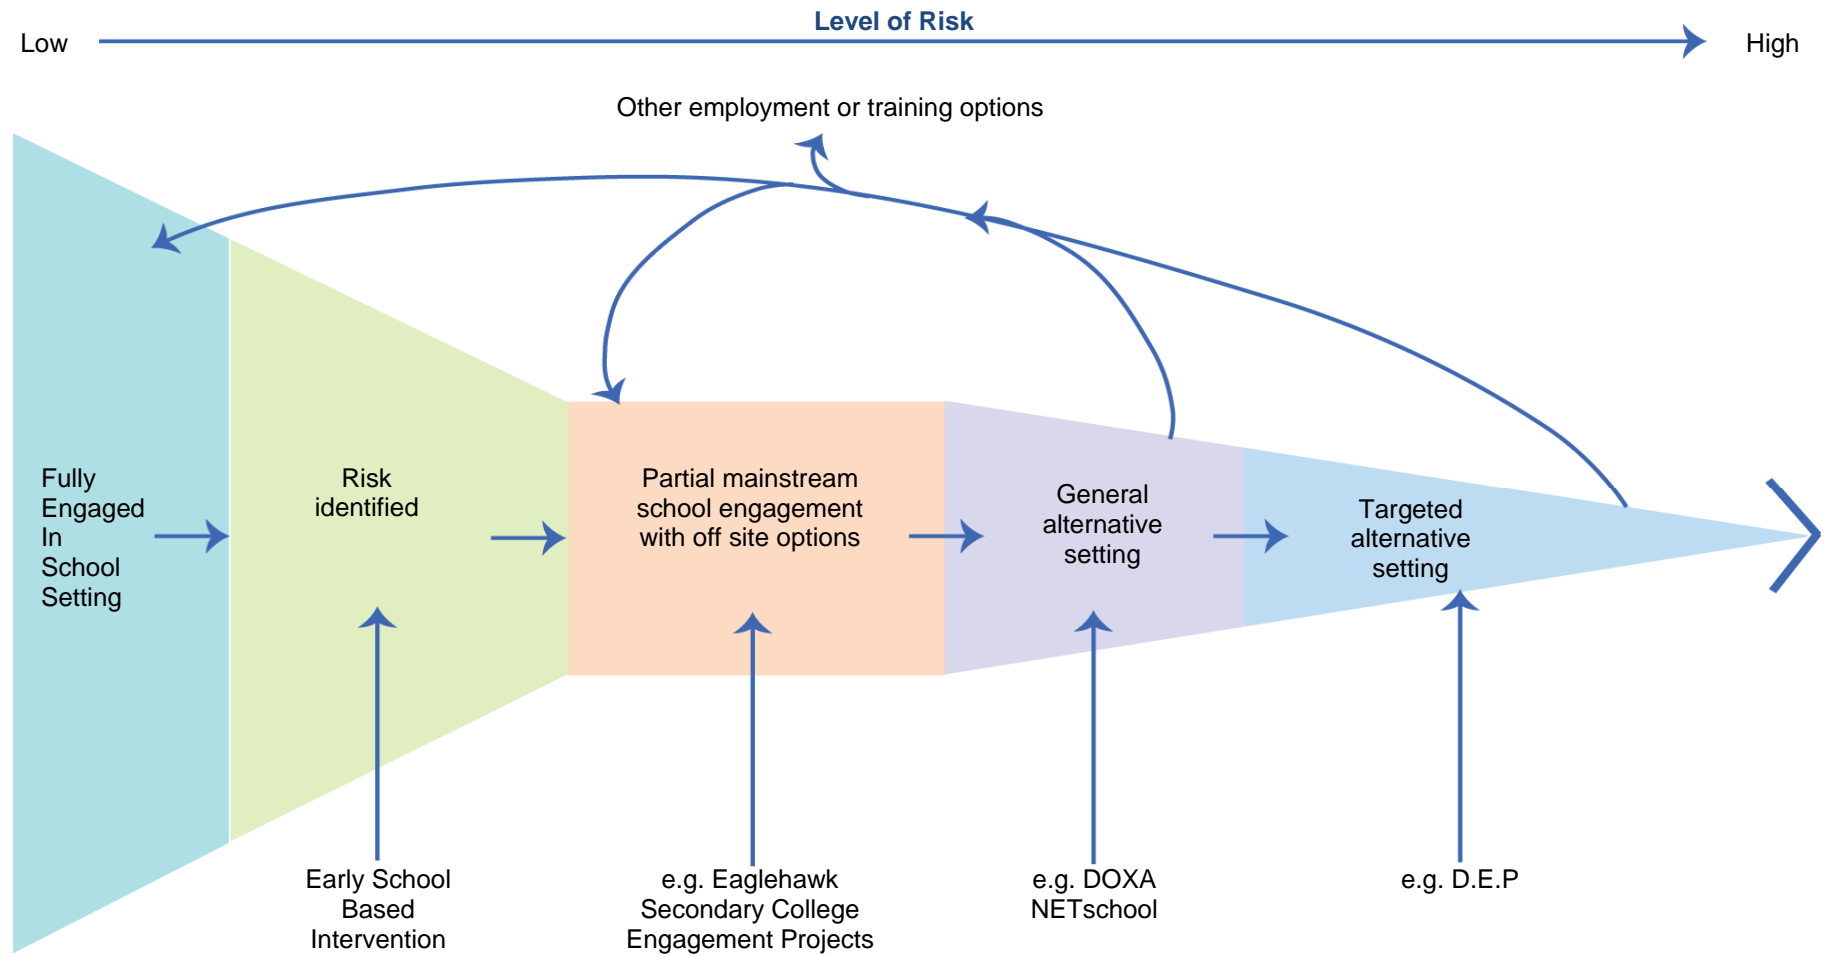 Level of Risk
Low
High
Other employment or training options
Fully
Engaged
In
School
Setting
Risk
identified
Partial mainstream
school engagement
with off site options
General
alternative
setting
Targeted
alternative
setting
Early School
Based
Intervention
e.g. Eaglehawk
Secondary College
Engagement Projects
e.g. DOXA
NETschool
e.g. D.E.P